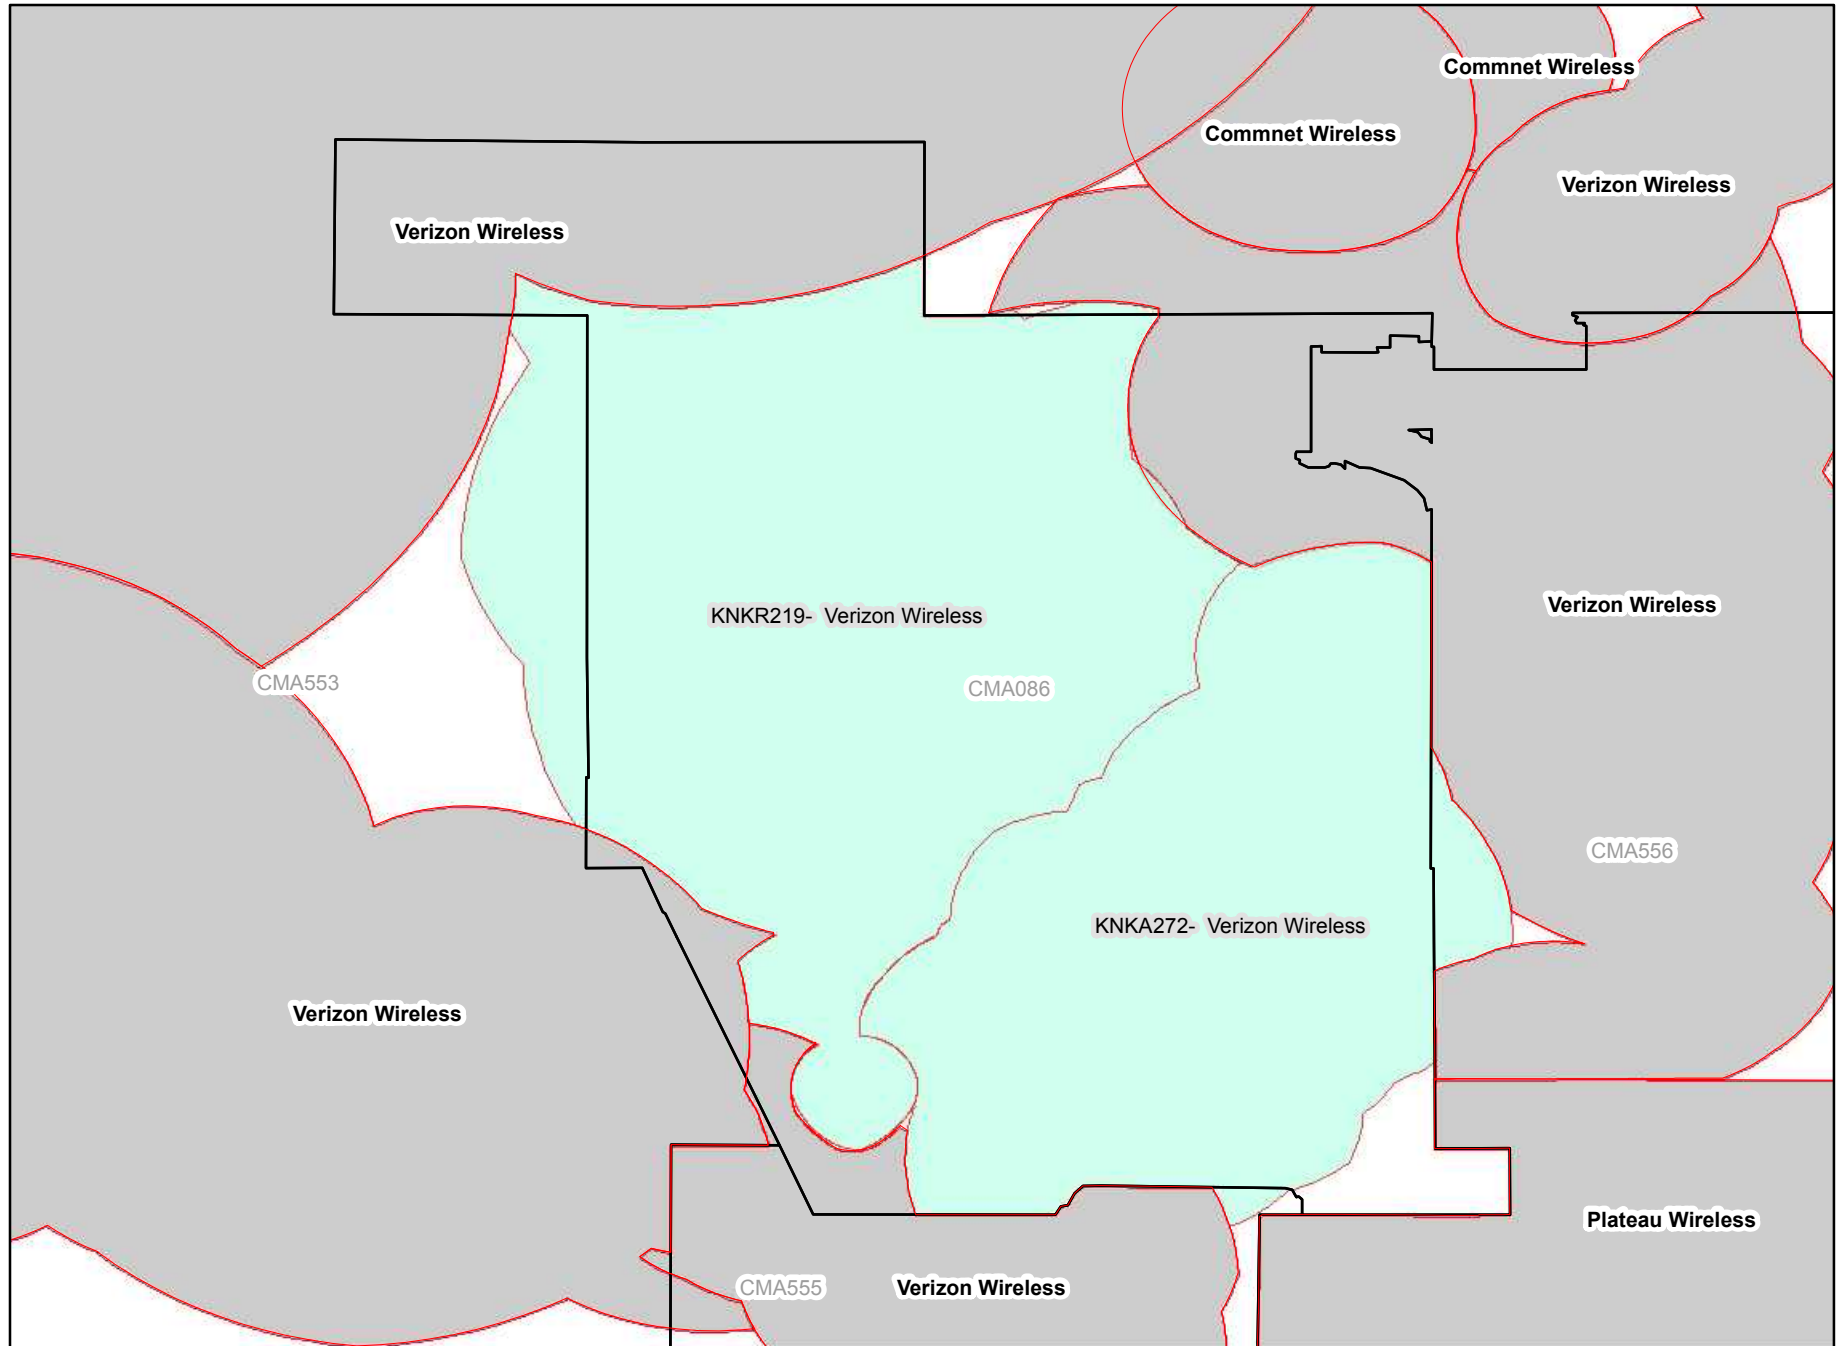 Commnet Wireless
Commnet Wireless
Verizon Wireless
Verizon Wireless
Verizon Wireless
KNKR219- Verizon Wireless
CMA553
CMA086
CMA556
KNKA272- Verizon Wireless
Verizon Wireless
Plateau Wireless
CMA555
Verizon Wireless